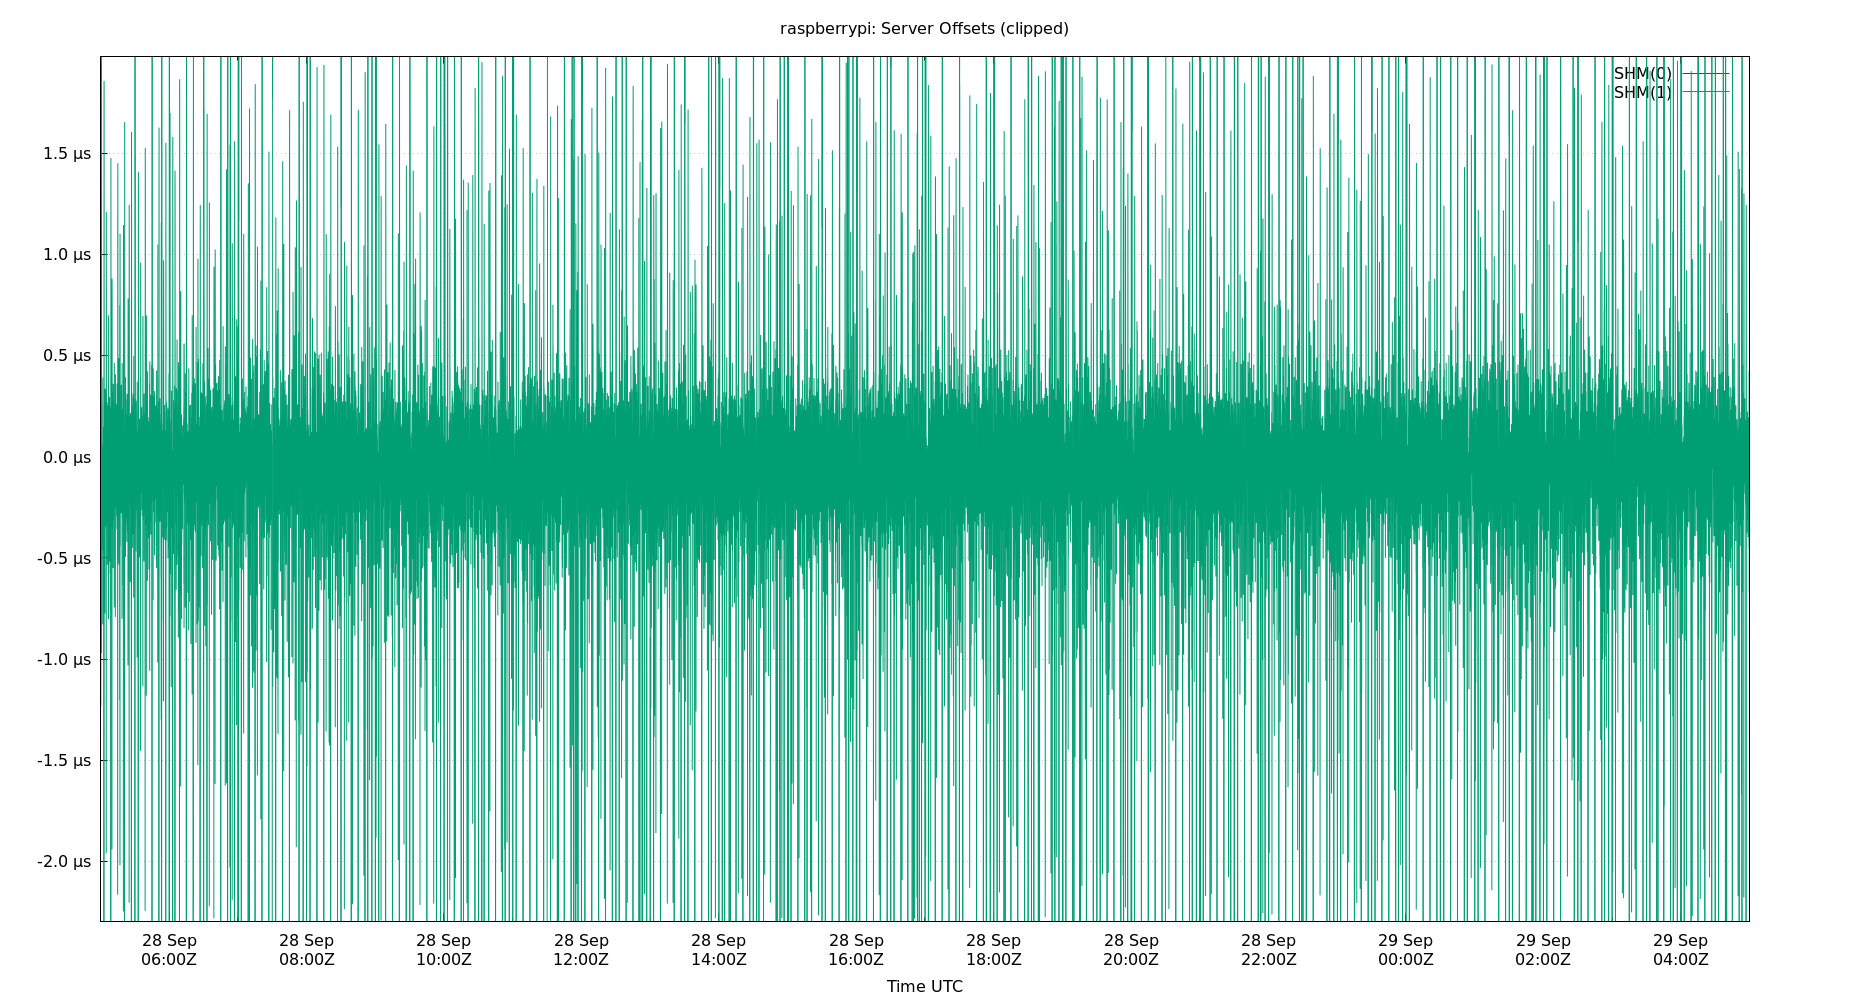 raspberrypi: Server Offsets (clipped)
SHM(0)
SHM(1)
1.5 µs
1.0 µs
0.5 µs
0.0 µs
-0.5 µs
-1.0 µs
-1.5 µs
-2.0 µs
28 Sep 28 Sep 28 Sep 28 Sep 28 Sep 28 Sep 28 Sep 28 Sep 28 Sep 29 Sep 29 Sep 29 Sep
06:00Z 08:00Z 10:00Z 12:00Z 14:00Z 16:00Z 18:00Z 20:00Z 22:00Z 00:00Z 02:00Z 04:00Z
Time UTC